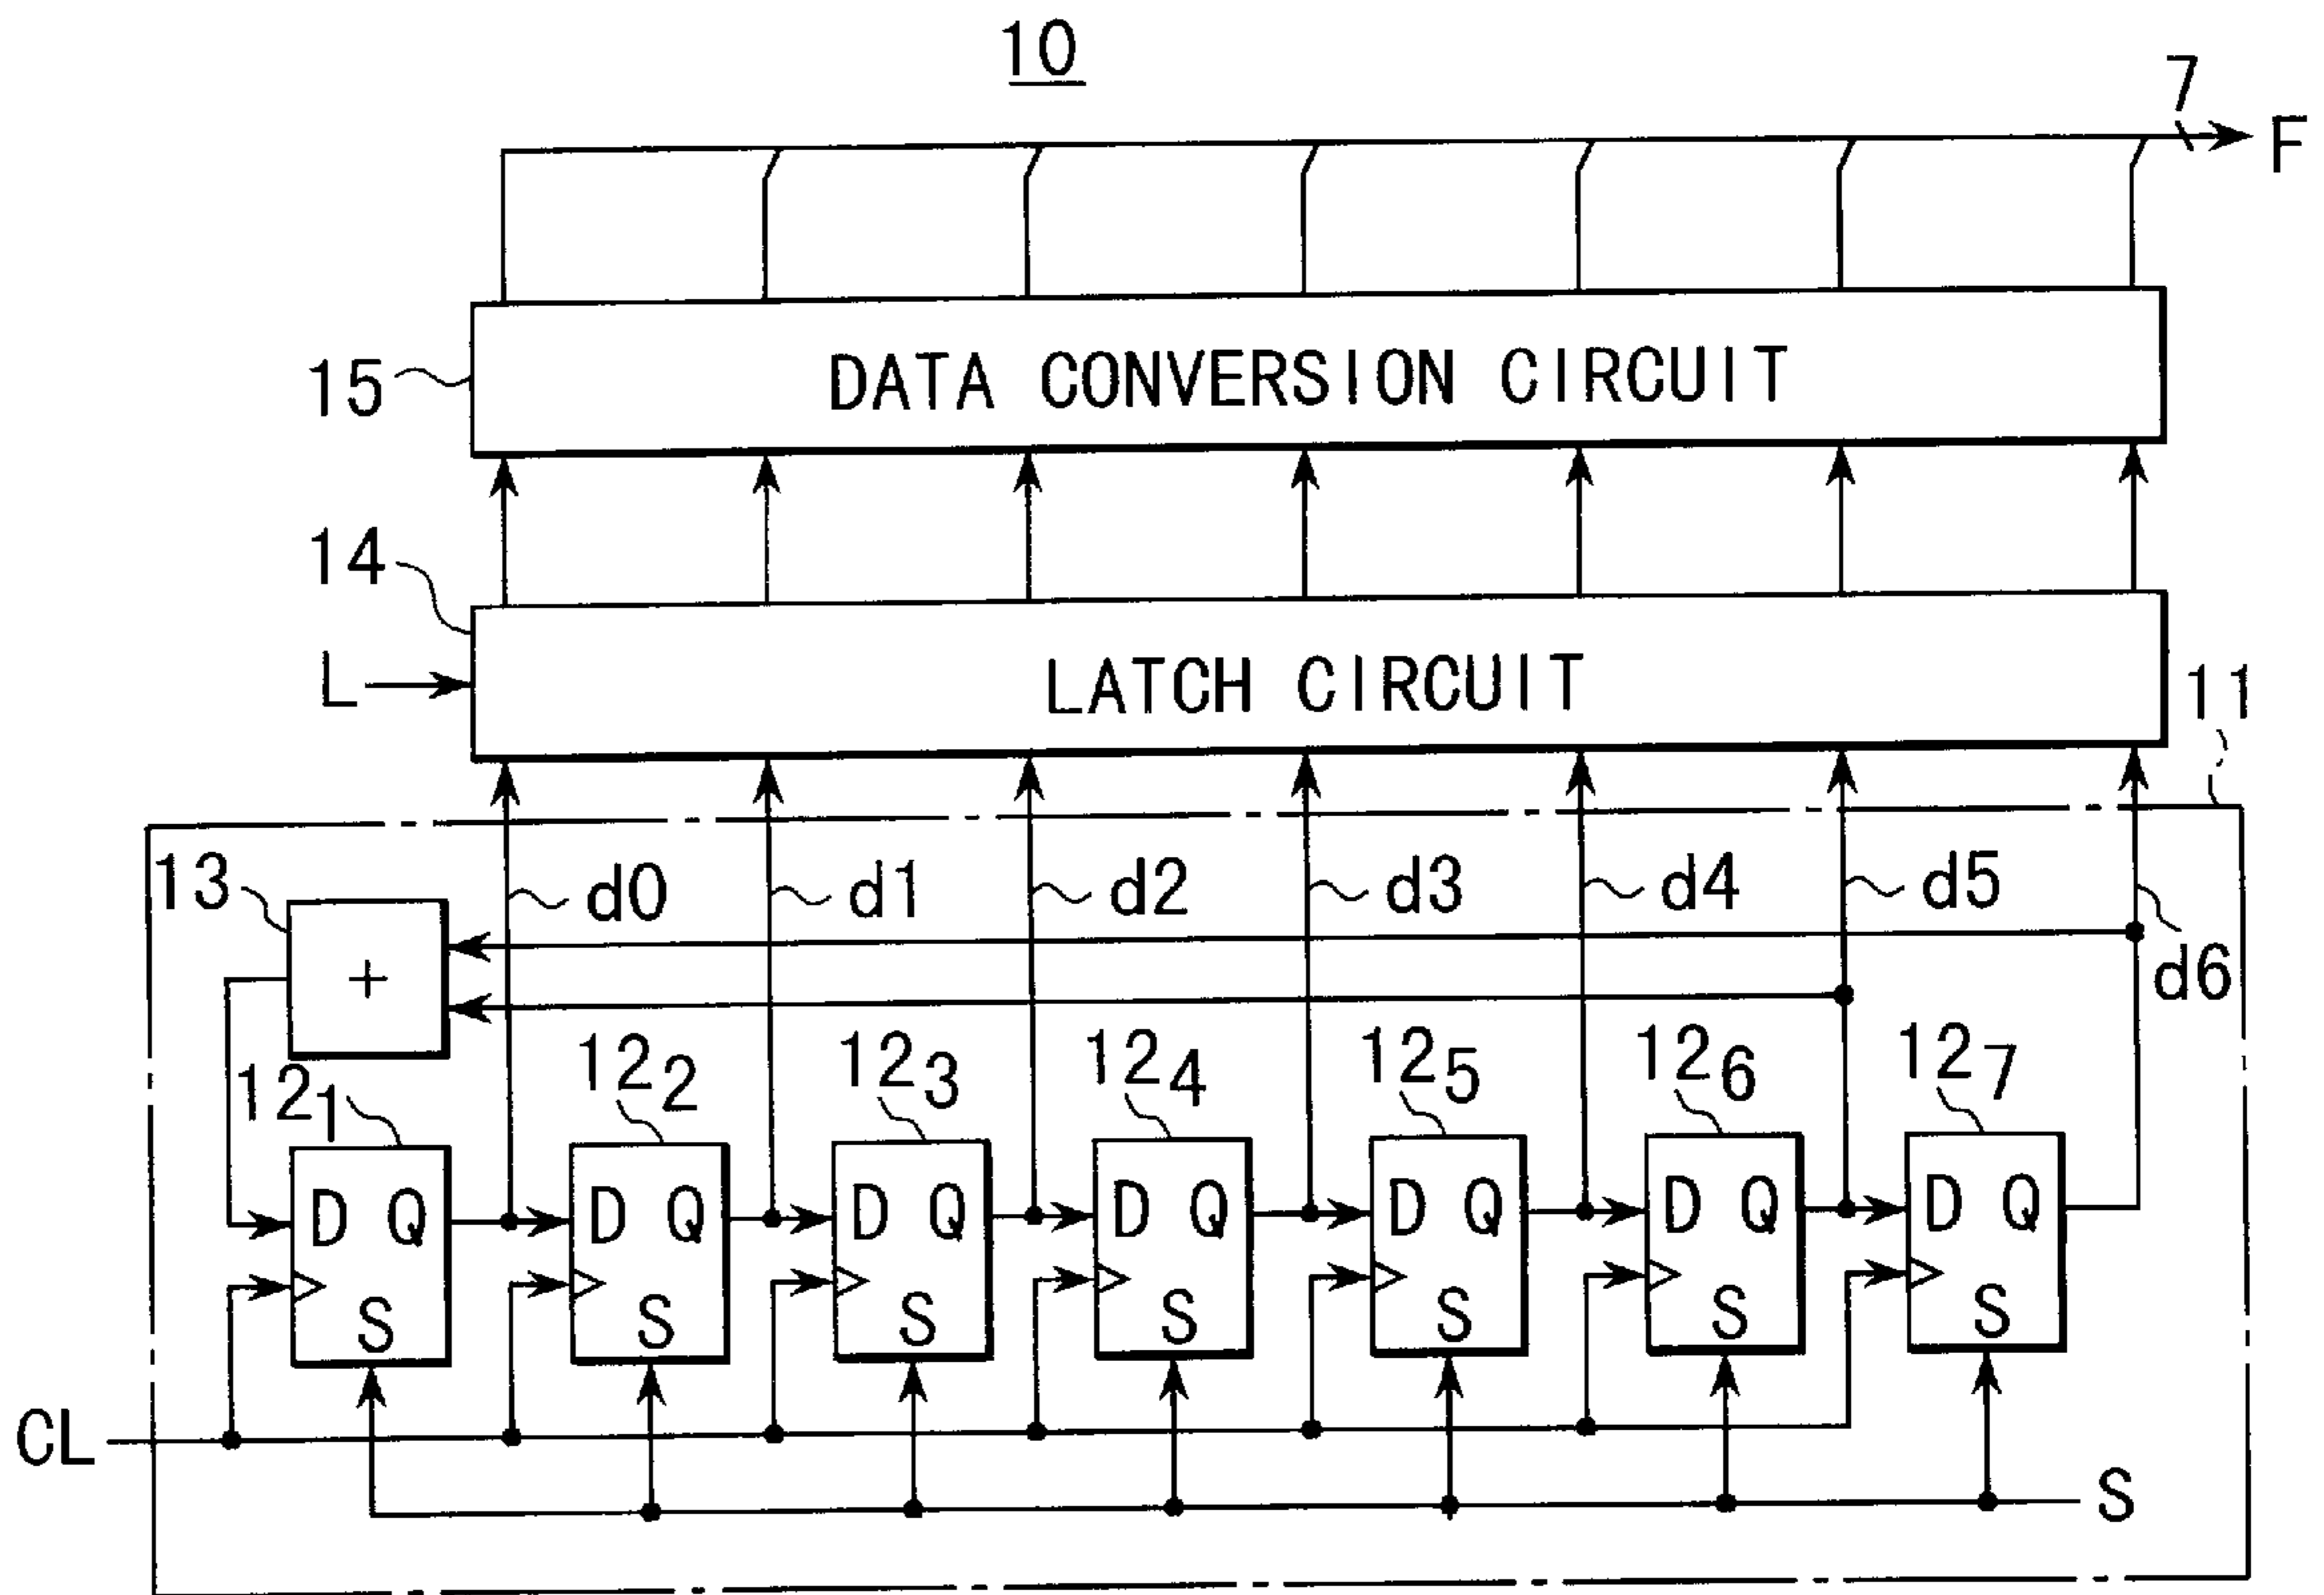 10
7
F
15
DATA CONVERSION CIRCUIT
14
L
LATCH CIRCUIT
11
13
d0
d1
d2
d3
d4
d5
d6
+
12₁
12₂
12₃
12₄
12₅
12₆
12₇
D Q
S
D Q
S
D Q
S
D Q
S
D Q
S
D Q
S
D Q
S
CL
S